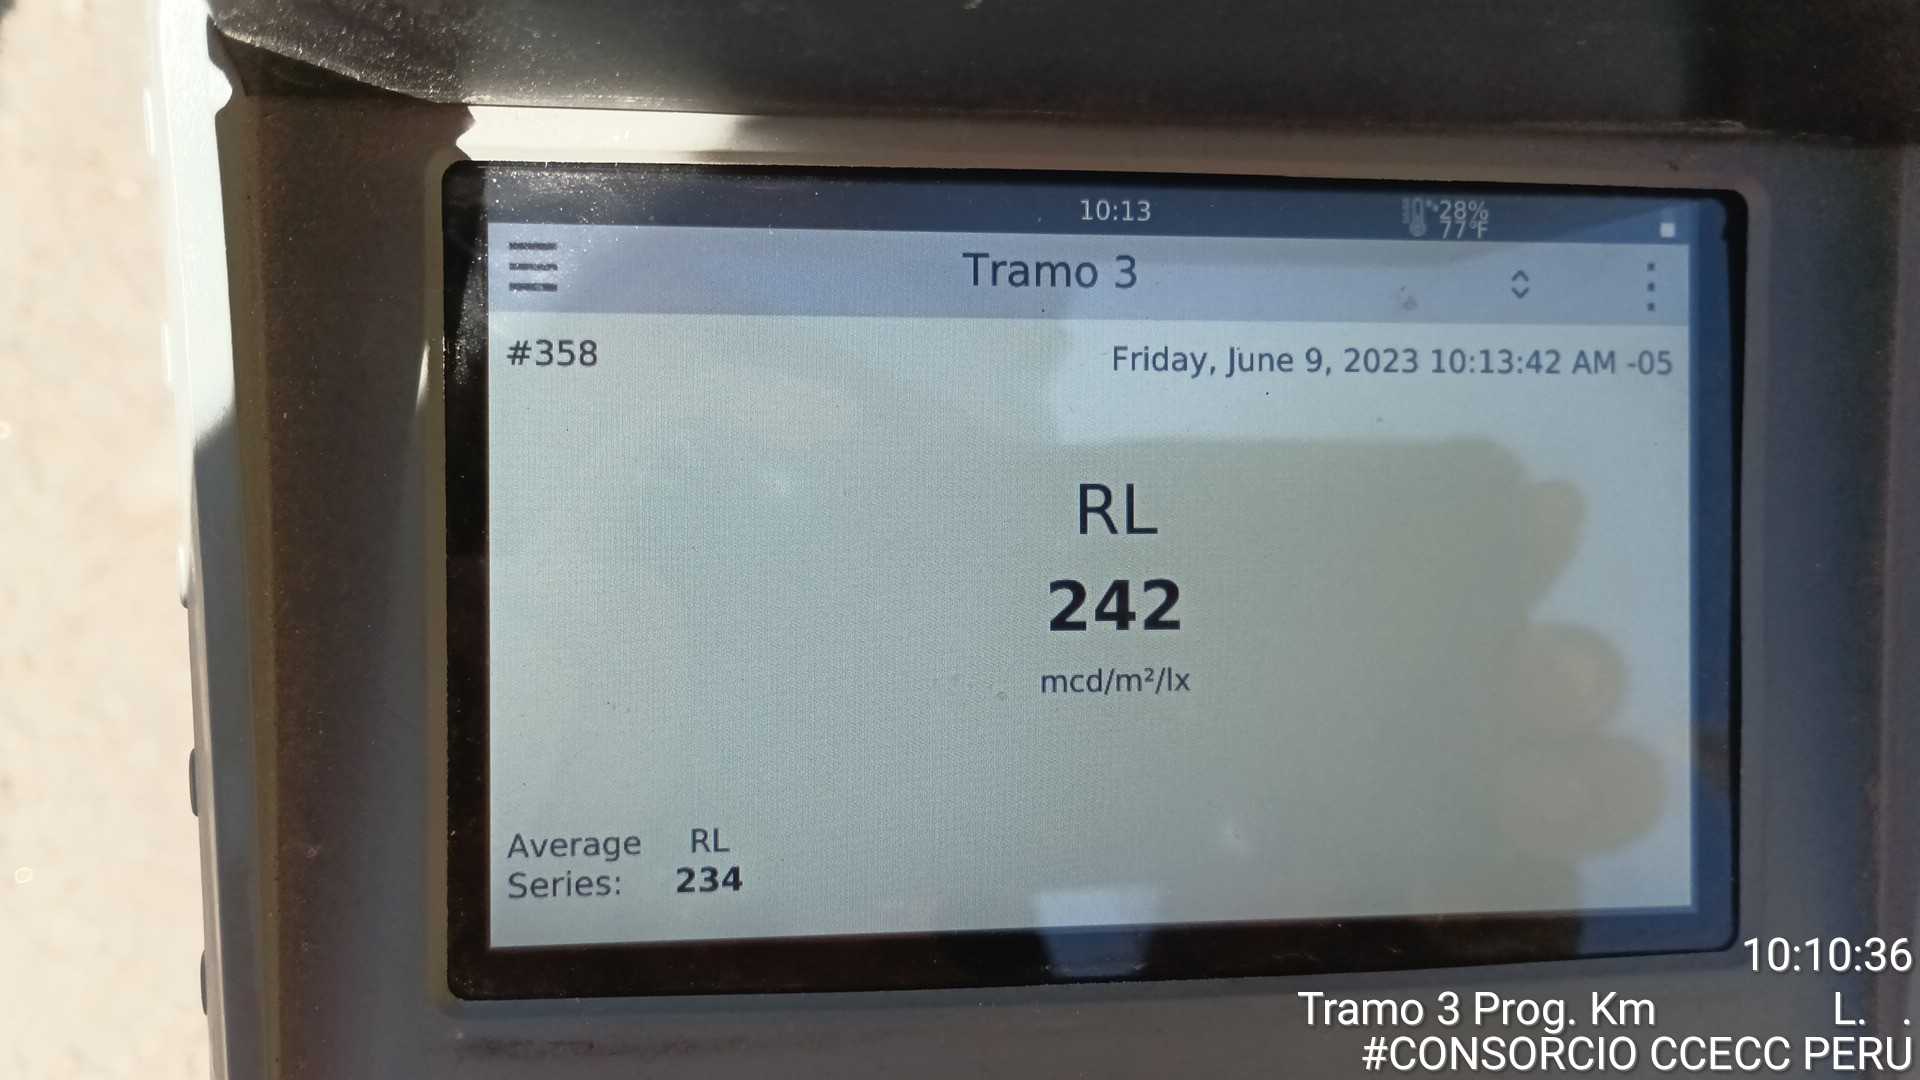 10:13
28%
77°F
Tramo 3
#358
Friday, June 9, 2023 10:13:42 AM -05
RL
242
mcd/m²/lx
Average RL
Series: 234
10:10:36
Tramo 3 Prog. Km L. .
#CONSORCIO CCECC PERU